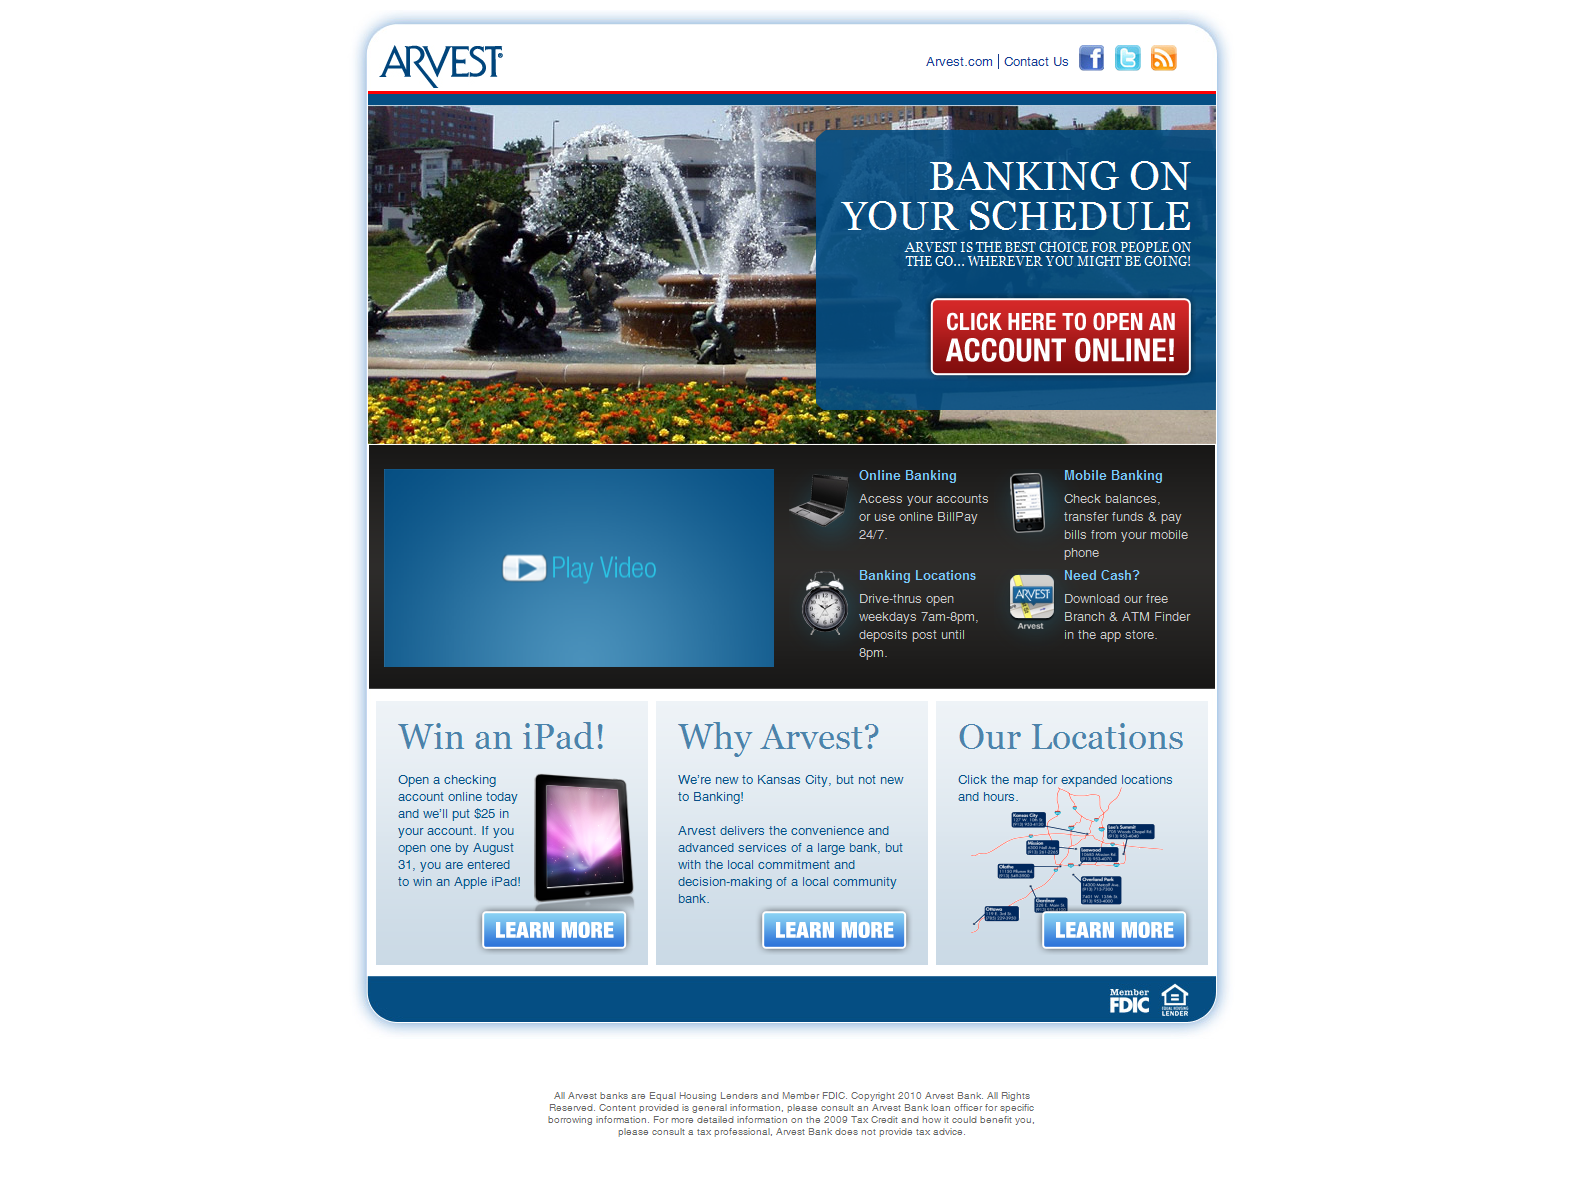 ARVEST
Arvest.com | Contact Us
BANKING ON
YOUR SCHEDULE
ARVEST IS THE BEST CHOICE FOR PEOPLE ON
THE GO... WHEREVER YOU MIGHT BE GOING!
CLICK HERE TO OPEN AN
ACCOUNT ONLINE!
Play Video
Online Banking
Access your accounts
or use online BillPay
24/7.
Mobile Banking
Check balances,
transfer funds & pay
bills from your mobile
phone
Banking Locations
Drive-thrus open
weekdays 7am-8pm,
deposits post until
8pm.
ARVEST
Arvest
Need Cash?
Download our free
Branch & ATM Finder
in the app store.
Win an iPad!
Open a checking
account online today
and we'll put $25 in
your account. If you
open one by August
31, you are entered
to win an Apple iPad!
LEARN MORE
Why Arvest?
We're new to Kansas City, but not new
to Banking!
Arvest delivers the convenience and
advanced services of a large bank, but
with the local commitment and
decision-making of a local community
bank.
LEARN MORE
Our Locations
Click the map for expanded locations
and hours.
Kansas City
Lee's Summit
Mission
Leawood
Olathe
Overland Park
Gardner
Ottawa
LEARN MORE
Member
FDIC
EQUAL HOUSING
LENDER
All Arvest banks are Equal Housing Lenders and Member FDIC. Copyright 2010 Arvest Bank. All Rights
Reserved. Content provided is general information, please consult an Arvest Bank loan officer for specific
borrowing information. For more detailed information on the 2009 Tax Credit and how it could benefit you,
please consult a tax professional, Arvest Bank does not provide tax advice.